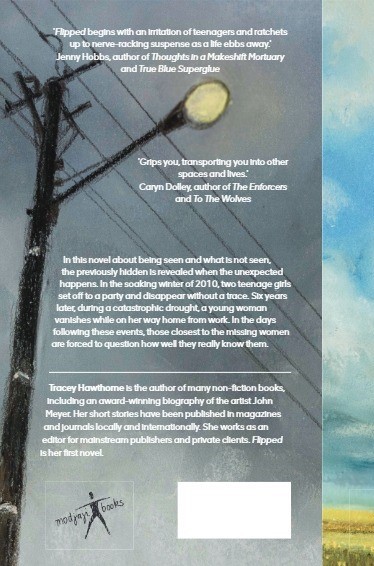 'Flipped begins with an irritation of teenagers and ratchets
up to nerve-racking suspense as a life ebbs away.'
Jenny Hobbs, author of Thoughts in a Makeshift Mortuary
and True Blue Superglue
'Grips you, transporting you into other
spaces and lives.'
Caryn Dolley, author of The Enforcers
and To The Wolves
In this novel about being seen and what is not seen,
the previously hidden is revealed when the unexpected
happens. In the soaking winter of 2010, two teenage girls
set off to a party and disappear without a trace. Six years
later, during a catastrophic drought, a young woman
vanishes while on her way home from work. In the days
following these events, those closest to the missing women
are forced to question how well they really know them.
Tracey Hawthorne is the author of many non-fiction books,
including an award-winning biography of the artist John
Meyer. Her short stories have been published in magazines
and journals locally and internationally. She works as an
editor for mainstream publishers and private clients. Flipped
is her first novel.
modjaji books